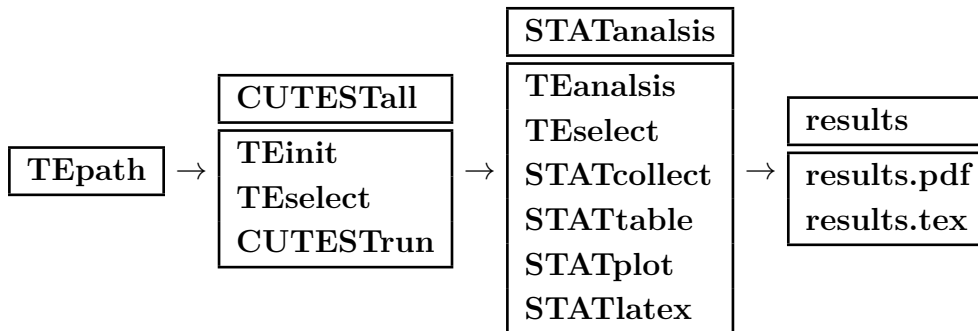 TEpath
→
CUTESTall
TEinit
TEselect
CUTESTrun
→
STATanalsis
TEanalsis
TEselect
STATcollect
STATtable
STATplot
STATlatex
→
results
results.pdf
results.tex